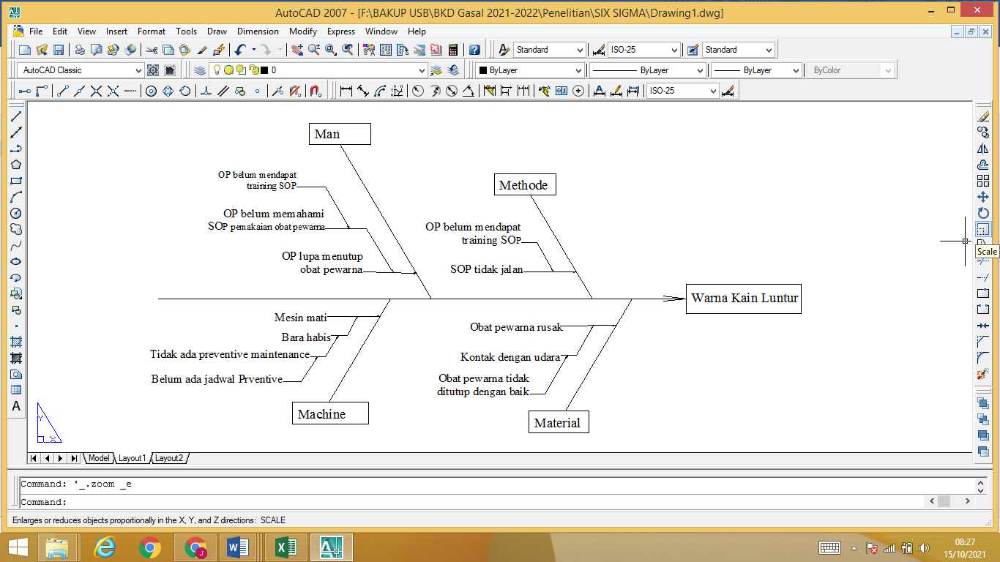 AutoCAD 2007 - [F:\BAKUP USB\BKD Gasal 2021-2022\Penelitian\SIX SIGMA\Drawing1.dwg]
File Edit View Insert Format Tools Draw Dimension Modify Express Window Help
Standard ISO-25 Standard
AutoCAD Classic 0 ByLayer ByLayer ByLayer ByColor
ISO-25
Man
OP belum mendapat
training SOP
OP belum memahami
SOP pemakaian obat pewarna
OP lupa menutup
obat pewarna
Methode
OP belum mendapat
training SOP
SOP tidak jalan
Warna Kain Luntur
Mesin mati
Bara habis
Tidak ada preventive maintenance
Belum ada jadwal Prventive
Machine
Obat pewarna rusak
Kontak dengan udara
Obat pewarna tidak
ditutup dengan baik
Material
Scale
Y
X
A
Model Layout1 Layout2
Command: '_.zoom _e
Command:
Enlarges or reduces objects proportionally in the X, Y, and Z directions: SCALE
08:27
15/10/2021